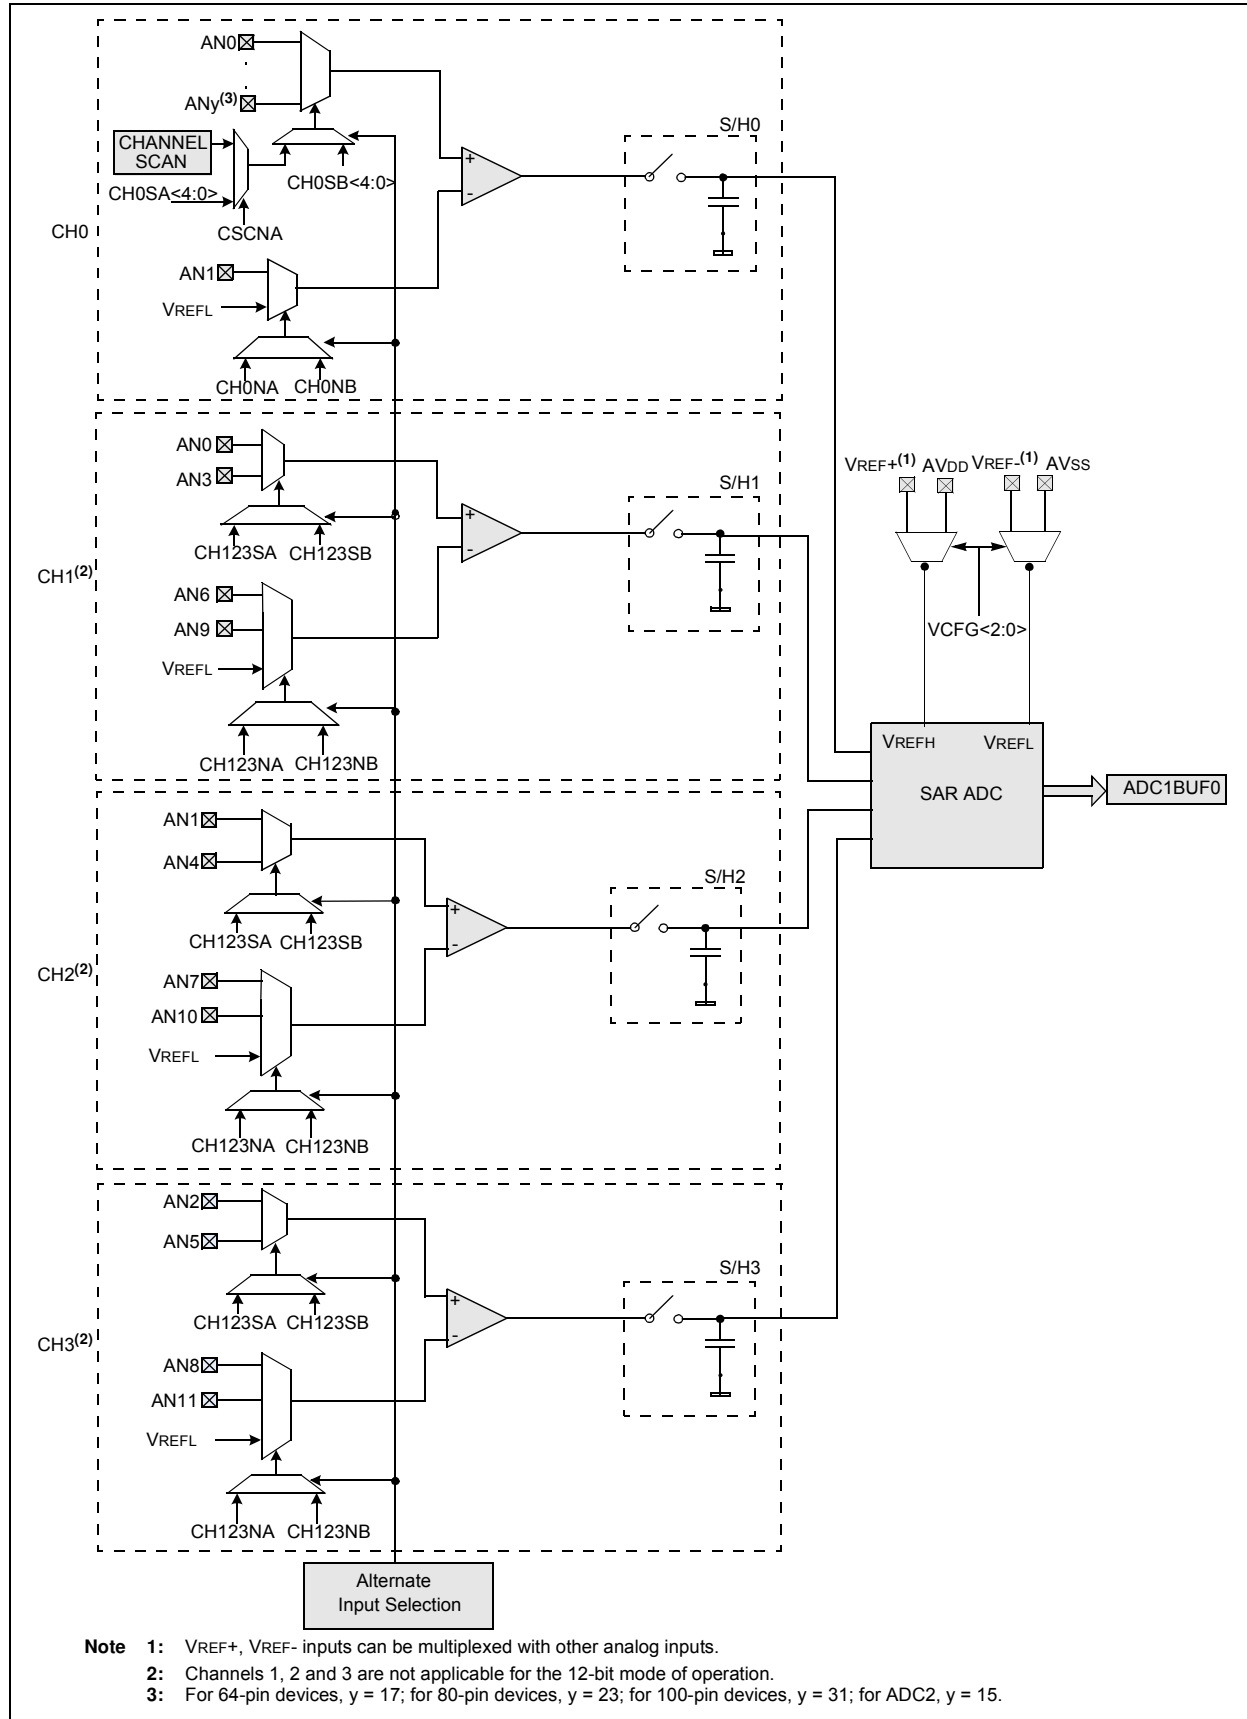 AN0
ANy(3)
S/H0
CHANNEL
SCAN
+
-
CH0SA<4:0>
CH0SB<4:0>
CSCNA
CH0
AN1
VREFL
CH0NA
CH0NB
AN0
AN3
VREF+(1)
AVDD
VREF-(1)
AVSS
S/H1
+
-
CH123SA
CH123SB
CH1(2)
AN6
AN9
VCFG<2:0>
VREFL
VREFH
VREFL
CH123NA
CH123NB
SAR ADC
ADC1BUF0
AN1
AN4
S/H2
+
-
CH123SA
CH123SB
CH2(2)
AN7
AN10
VREFL
CH123NA
CH123NB
AN2
AN5
S/H3
+
-
CH123SA
CH123SB
CH3(2)
AN8
AN11
VREFL
CH123NA
CH123NB
Alternate
Input Selection
Note 1: VREF+, VREF- inputs can be multiplexed with other analog inputs.
2: Channels 1, 2 and 3 are not applicable for the 12-bit mode of operation.
3: For 64-pin devices, y = 17; for 80-pin devices, y = 23; for 100-pin devices, y = 31; for ADC2, y = 15.